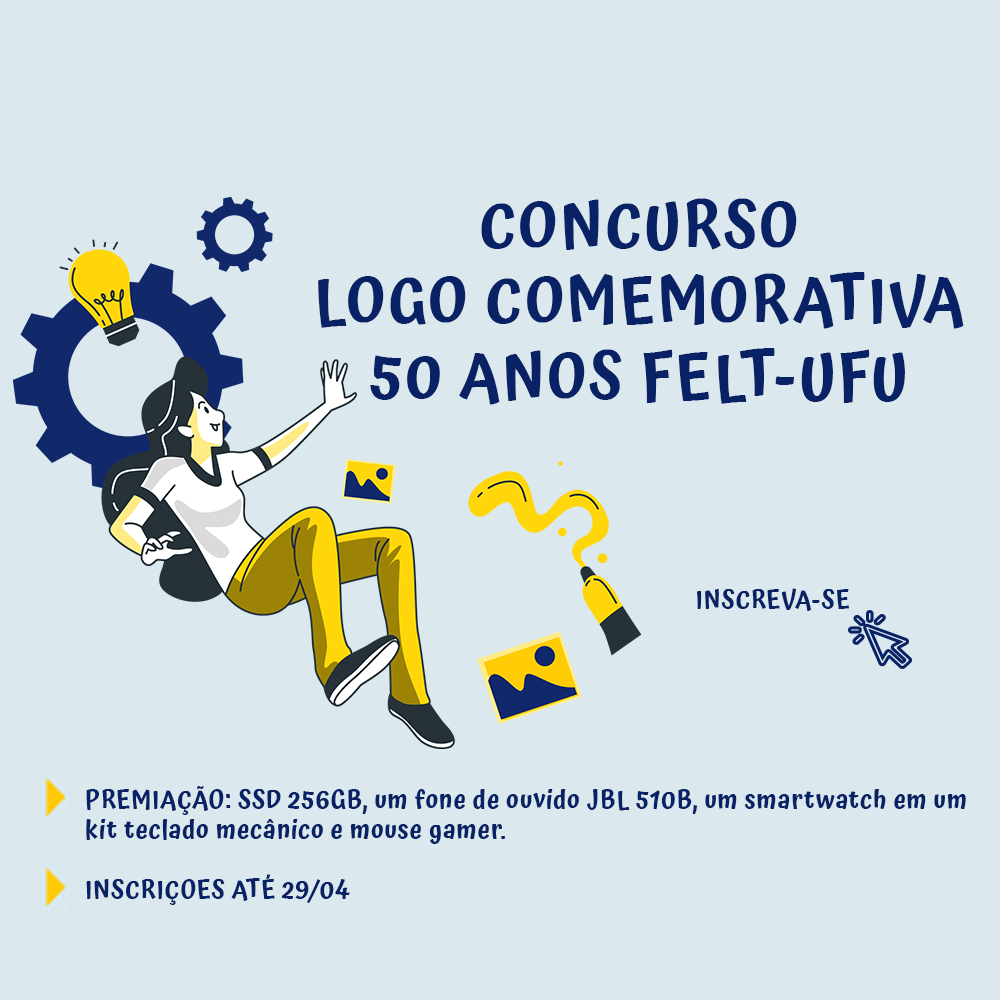 CONCURSO
LOGO COMEMORATIVA
50 ANOS FELT-UFU
INSCREVA-SE
PREMIAÇÃO: SSD 256GB, um fone de ouvido JBL 510B, um smartwatch em um
kit teclado mecânico e mouse gamer.
INSCRIÇOES ATÉ 29/04